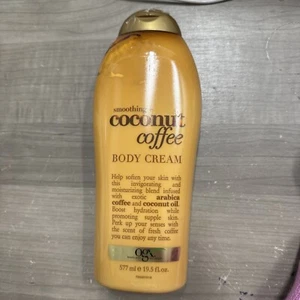 smoothing
coconut
coffee
BODY CREAM
Help soften your skin with
this invigorating and
moisturizing blend infused
with exotic arabica
coffee and coconut oil.
Boost hydration while
promoting supple skin.
Perk up your senses with
the scent of fresh coffee
you can enjoy any time.
ogx
577 ml ℮ 19.5 fl.oz.